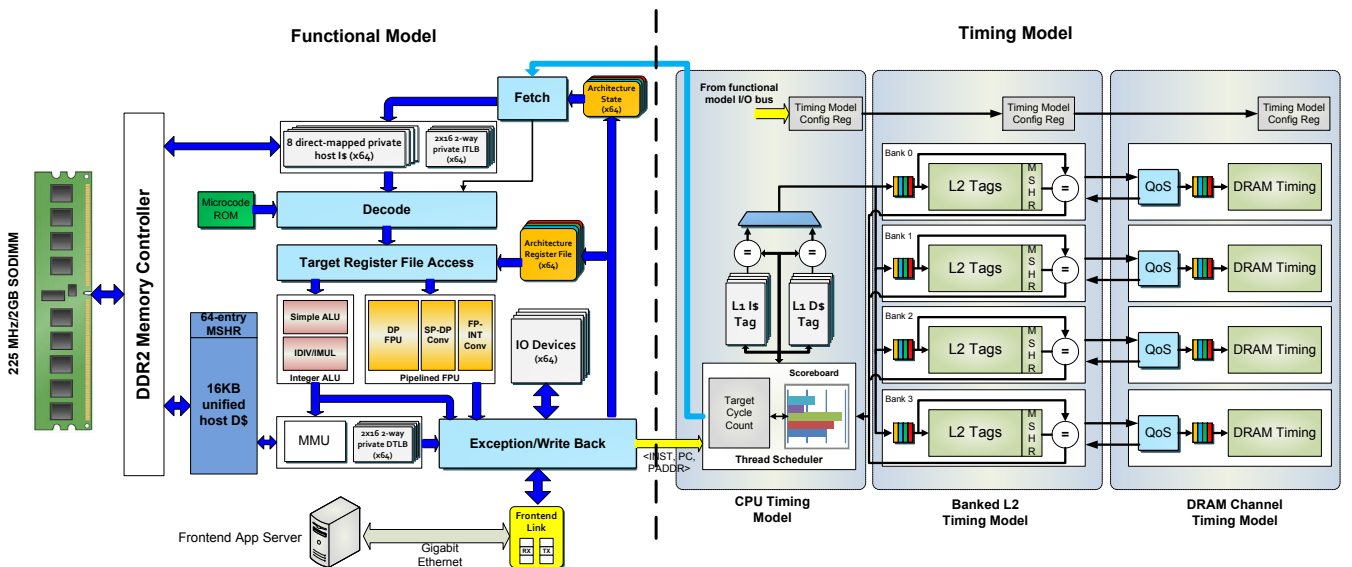 Functional Model
Timing Model
Fetch
Architecture
State
(x64)
8 direct-mapped private
host I$ (x64)
2x16 2-way
private ITLB
(x64)
Microcode
ROM
Decode
Target Register File Access
Architecture
Register File
(x64)
225 MHz/2GB SODIMM
DDR2 Memory Controller
64-entry
MSHR
16KB
unified
host D$
Simple ALU
IDIV/IMUL
Integer ALU
DP
FPU
SP-DP
Conv
FP-
INT
Conv
Pipelined FPU
IO Devices
(x64)
MMU
2x16 2-way
private DTLB
(x64)
Exception/Write Back
Frontend
Link
RX
TX
Frontend App Server
Gigabit
Ethernet
<INST, PC,
PADDR>
From functional
model I/O bus
Timing Model
Config Reg
L1 I$
Tag
L1 D$
Tag
=
=
Target
Cycle
Count
Scoreboard
Thread Scheduler
CPU Timing
Model
Timing Model
Config Reg
Bank 0
L2 Tags
MSHR
=
Bank 1
L2 Tags
MSHR
=
Bank 2
L2 Tags
MSHR
=
Bank 3
L2 Tags
MSHR
=
Banked L2
Timing Model
Timing Model
Config Reg
QoS
DRAM Timing
QoS
DRAM Timing
QoS
DRAM Timing
QoS
DRAM Timing
DRAM Channel
Timing Model